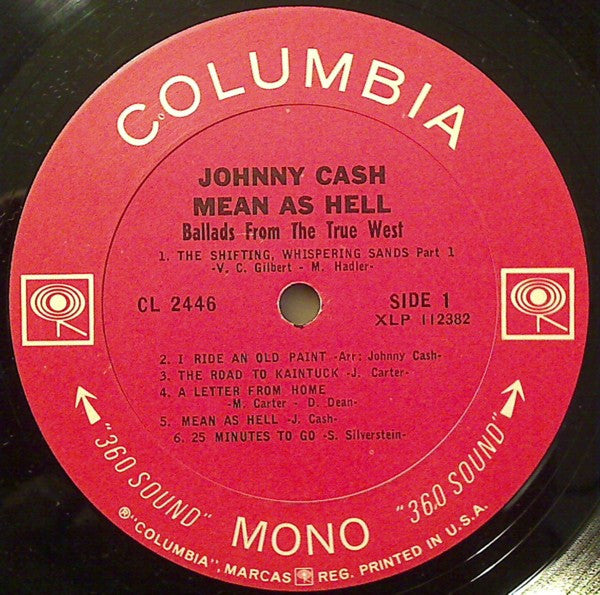 COLUMBIA
JOHNNY CASH
MEAN AS HELL
Ballads From The True West
1. THE SHIFTING, WHISPERING SANDS Part 1
-V. C. Gilbert - M. Hadler-
CL 2446
SIDE 1
XLP 112382
2. I RIDE AN OLD PAINT -Arr: Johnny Cash-
3. THE ROAD TO KAINTUCK -J. Carter-
4. A LETTER FROM HOME
-M. Carter - D. Dean-
5. MEAN AS HELL -J. Cash-
6. 25 MINUTES TO GO -S. Silverstein-
"360 SOUND"
MONO
"360 SOUND"
® "COLUMBIA", MARCAS REG. PRINTED IN U.S.A.